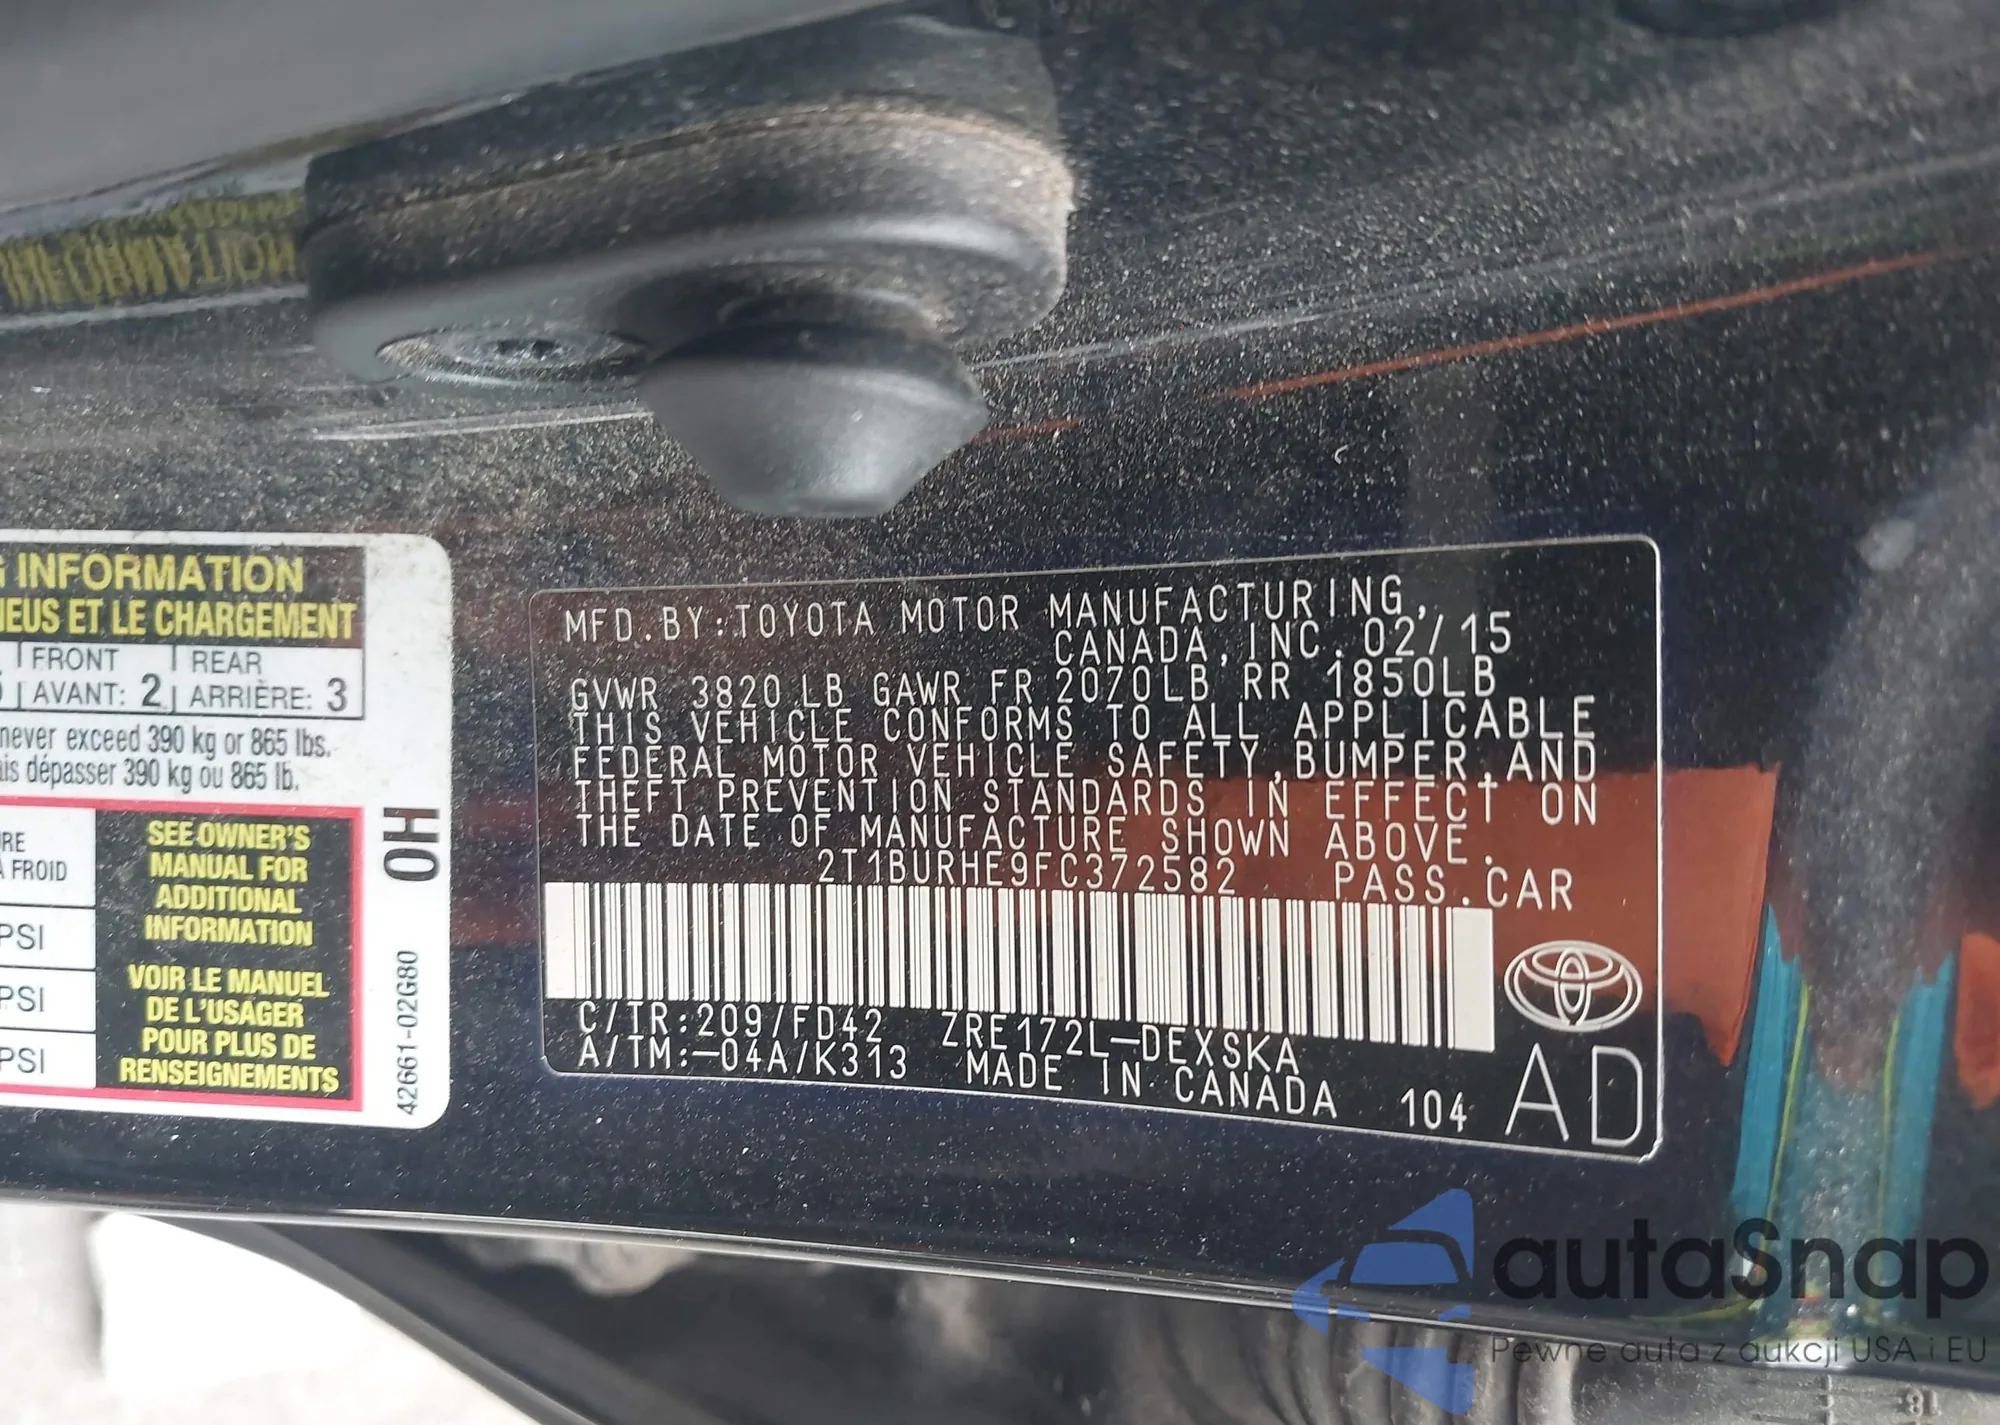 INFORMATION
ET LE CHARGEMENT
FRONT REAR
AVANT: 2 ARRIÈRE: 3
never exceed 390 kg or 865 lbs.
dépasser 390 kg ou 865 lb.
A FROID
PSI
PSI
PSI
SEE OWNER'S
MANUAL FOR
ADDITIONAL
INFORMATION
VOIR LE MANUEL
DE L'USAGER
POUR PLUS DE
RENSEIGNEMENTS
OH
42661-02G80
MFD.BY:TOYOTA MOTOR MANUFACTURING,
CANADA,INC. 02/15
GVWR 3820 LB GAWR FR 2070LB RR 1850LB
THIS VEHICLE CONFORMS TO ALL APPLICABLE
FEDERAL MOTOR VEHICLE SAFETY,BUMPER,AND
THEFT PREVENTION STANDARDS IN EFFECT ON
THE DATE OF MANUFACTURE SHOWN ABOVE.
2T1BURHE9FC372582 PASS.CAR
C/TR:209/FD42 ZRE172L-DEXSKA
A/TM:-04A/K313 MADE IN CANADA 104 AD
autaSnap
Pewne auta z aukcji USA i EU